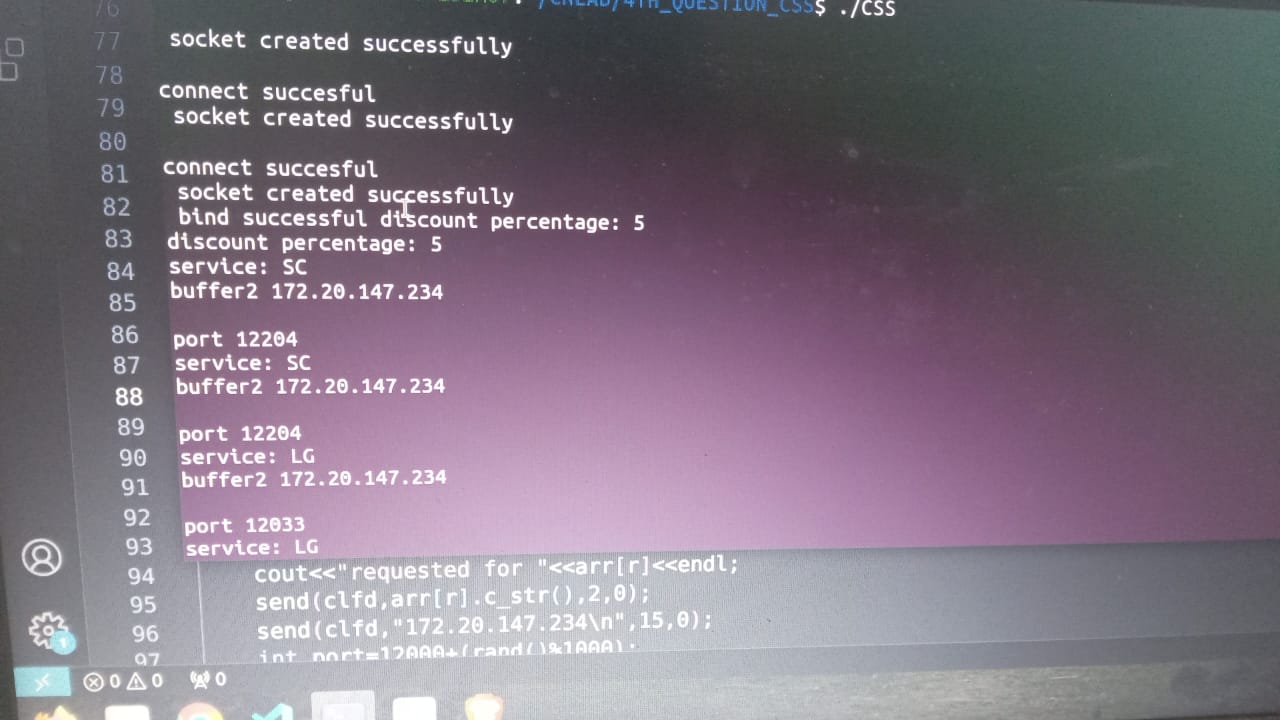 76
/CNLAB/4TH_QUESTION_CSS$ ./CSS
77
socket created successfully
78
connect succesful
79
socket created successfully
80
connect succesful
81
socket created successfully
82
bind successful discount percentage: 5
83
discount percentage: 5
84
service: SC
85
buffer2 172.20.147.234
86
port 12204
87
service: SC
88
buffer2 172.20.147.234
89
port 12204
90
service: LG
91
buffer2 172.20.147.234
92
port 12033
93
service: LG
94 cout<<"requested for "<<arr[r]<<endl;
95 send(clfd,arr[r].c_str(),2,0);
96 send(clfd,"172.20.147.234\n",15,0);
97 int port=12000+(rand()%1000);
0 0 0
1